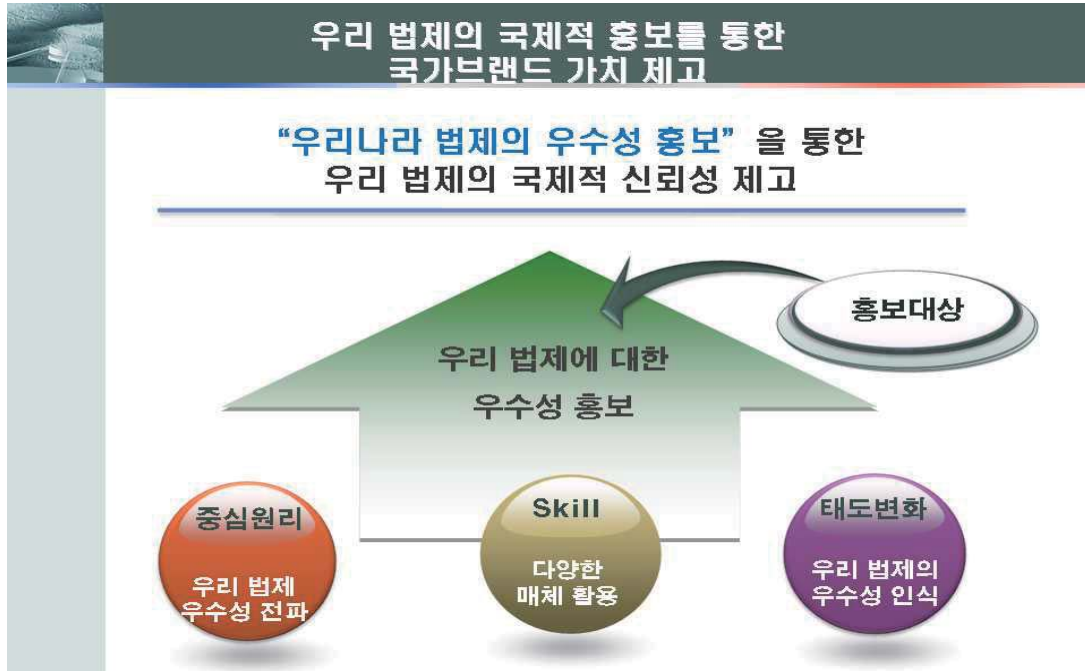 우리 법제의 국제적 홍보를 통한
국가브랜드 가치 제고
“우리나라 법제의 우수성 홍보” 을 통한
우리 법제의 국제적 신뢰성 제고
홍보대상
우리 법제에 대한
우수성 홍보
중심원리
우리 법제
우수성 전파
Skill
다양한
매체 활용
태도변화
우리 법제의
우수성 인식